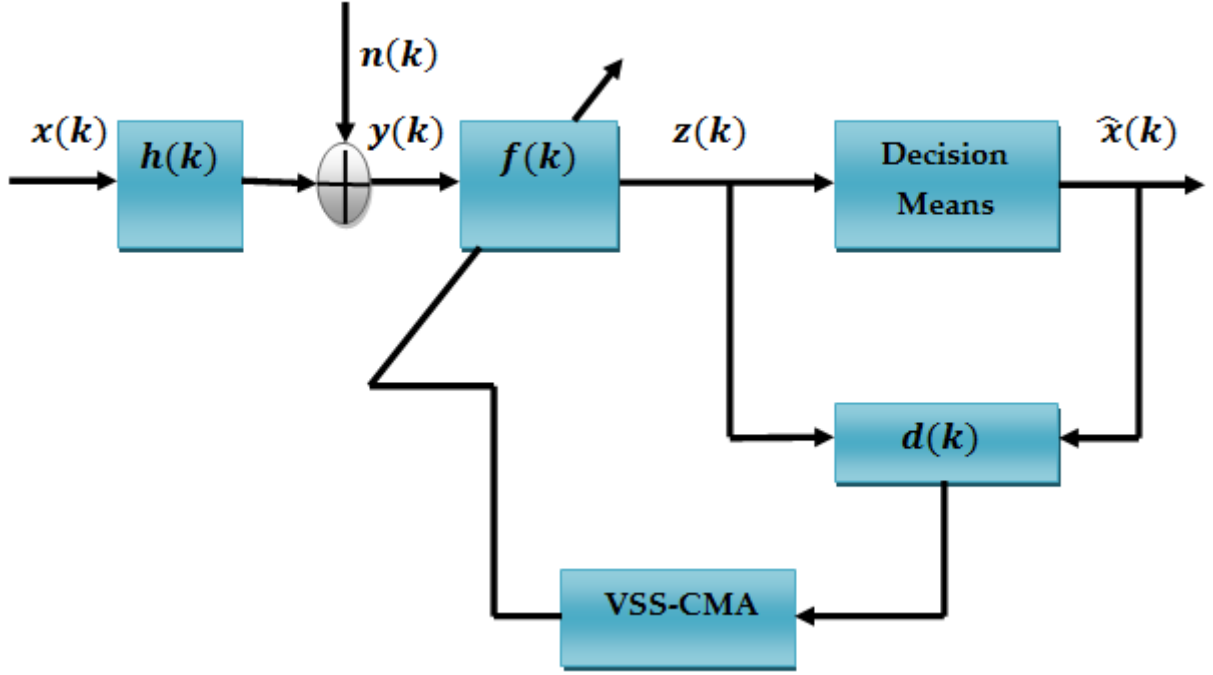 n(k)
x(k)
h(k)
y(k)
f(k)
z(k)
Decision
Means
x̂(k)
d(k)
VSS-CMA